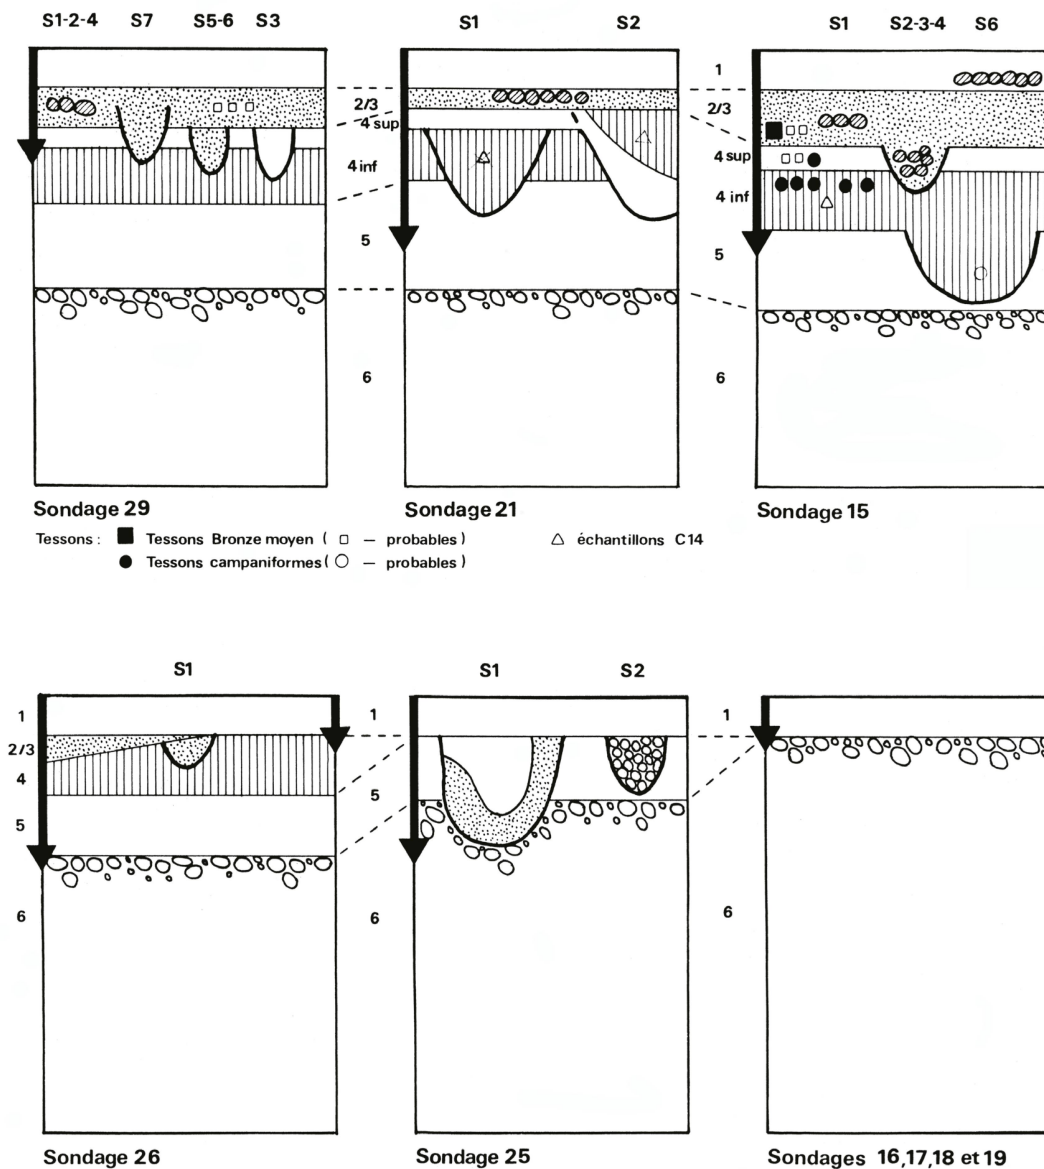 S1-2-4 S7 S5-6 S3 S1 S2 S1 S2-3-4 S6
1
2/3 2/3
4 sup 4 sup
4 inf 4 inf
5 5
6 6
Sondage 29 Sondage 21 Sondage 15
Tessons : Tessons Bronze moyen ( — probables ) échantillons C14
Tessons campaniformes ( — probables )
S1 S1 S2
1 1 1
2/3
4
5 5
6 6 6
Sondage 26 Sondage 25 Sondages 16,17,18 et 19